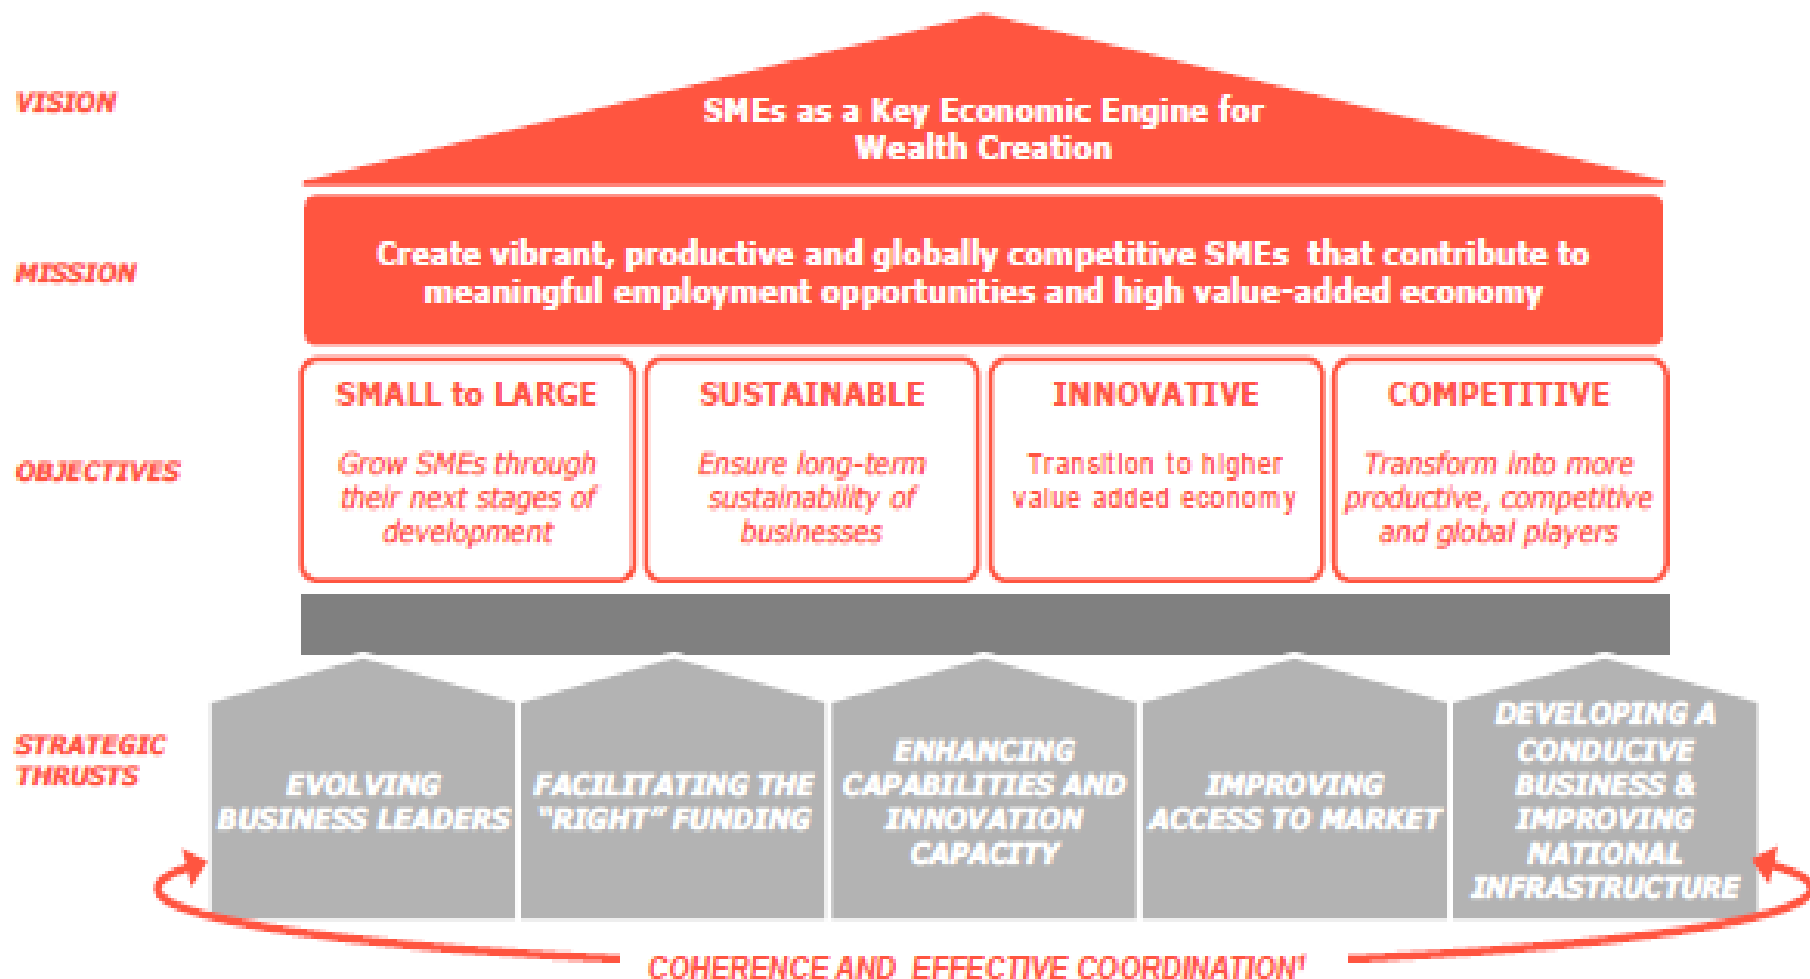 VISION
SMEs as a Key Economic Engine for
Wealth Creation
MISSION
Create vibrant, productive and globally competitive SMEs that contribute to
meaningful employment opportunities and high value-added economy
OBJECTIVES
SMALL to LARGE
Grow SMEs through
their next stages of
development
SUSTAINABLE
Ensure long-term
sustainability of
businesses
INNOVATIVE
Transition to higher
value added economy
COMPETITIVE
Transform into more
productive, competitive
and global players
STRATEGIC
THRUSTS
EVOLVING
BUSINESS LEADERS
FACILITATING THE
"RIGHT" FUNDING
ENHANCING
CAPABILITIES AND
INNOVATION
CAPACITY
IMPROVING
ACCESS TO MARKET
DEVELOPING A
CONDUCIVE
BUSINESS &
IMPROVING
NATIONAL
INFRASTRUCTURE
COHERENCE AND EFFECTIVE COORDINATION¹